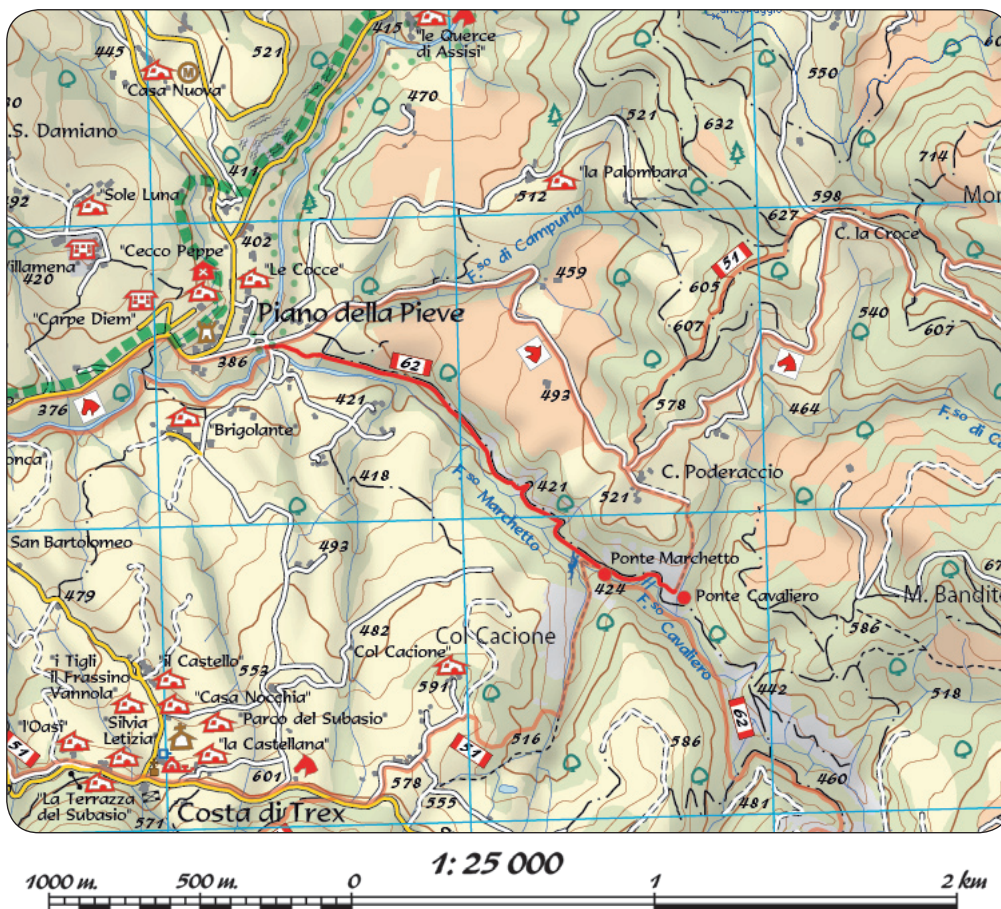 415
"le Querce
di Assisi"
445
521
"Casa Nuova"
M
550
470
521
632
.S. Damiano
714
411
"la Palombara"
512
"Sole Luna"
598
Mon
627
C. la Croce
402
"Cecco Peppe"
F.so di Campuria
51
illamena"
420
"Le Cocce"
459
605
"Carpe Diem"
Piano della Pieve
540
607
607
386
62
376
421
493
578
464
"Brigolante"
F.so di Ca
onca
418
C. Poderaccio
F.so Marchetto
421
521
San Bartolomeo
493
Ponte Marchetto
424
Ponte Cavaliero
M. Bandito
479
F.so Cavaliero
586
482
Col Cacione
"i Tigli
il Frassino
Vannola"
"il Castello"
553
"Col Cacione"
591
442
518
"Casa Nocchia"
"l'Oasi"
"Silvia
Letizia"
"Parco del Subasio"
62
51
"la Castellana"
516
51
586
460
601
578
481
"La Terrazza
del Subasio"
571
Costa di Trex
555
1: 25 000
1000 m.
500 m.
0
1
2 km